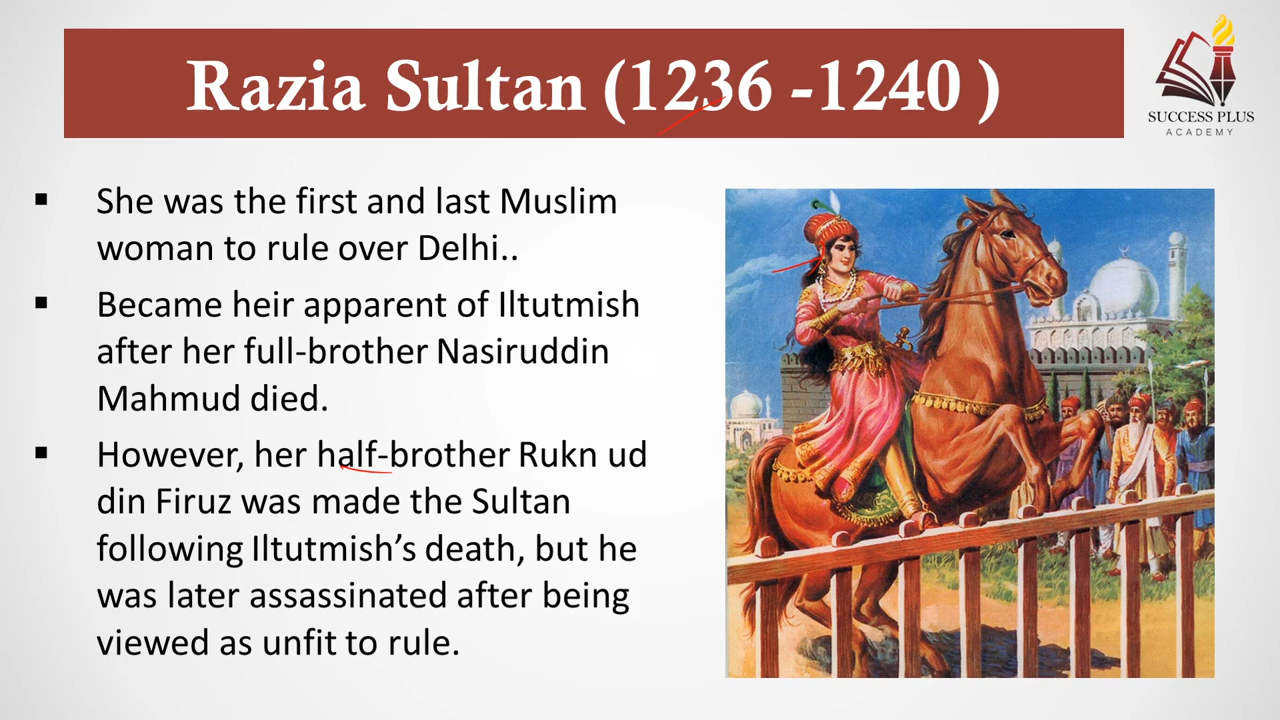 Razia Sultan (1236 -1240 )
SUCCESS PLUS
ACADEMY
▪ She was the first and last Muslim
woman to rule over Delhi..
▪ Became heir apparent of Iltutmish
after her full-brother Nasiruddin
Mahmud died.
▪ However, her half-brother Rukn ud
din Firuz was made the Sultan
following Iltutmish’s death, but he
was later assassinated after being
viewed as unfit to rule.